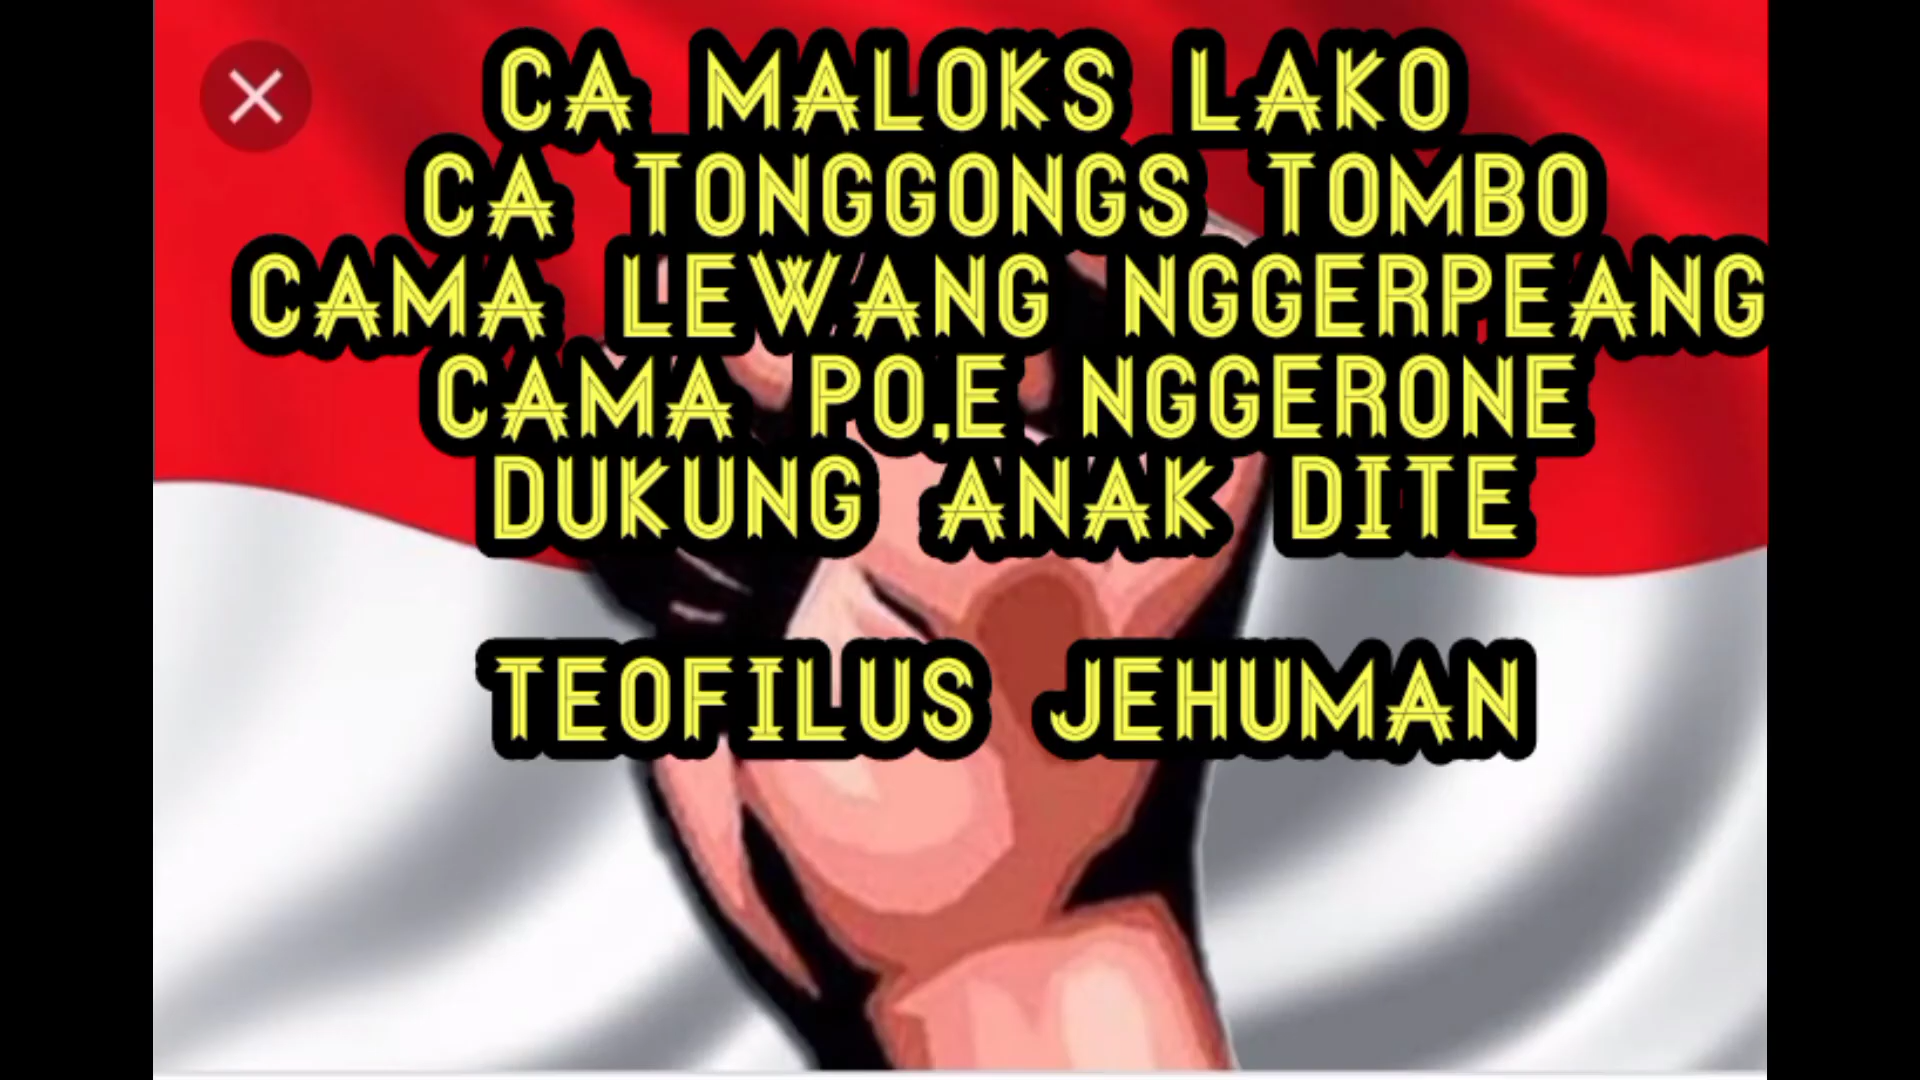 CA MALOKS LAKO
CA TONGGONGS TOMBO
CAMA LEWANG NGGERPEANG
CAMA PO,E NGGERONE
DUKUNG ANAK DITE
TEOFILUS JEHUMAN